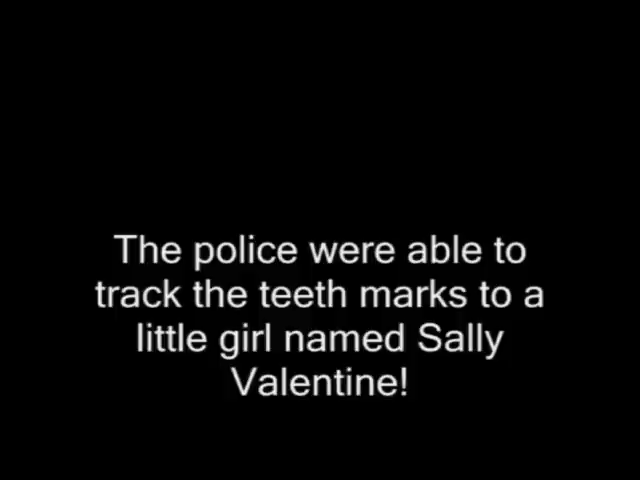 The police were able to
track the teeth marks to a
little girl named Sally
Valentine!